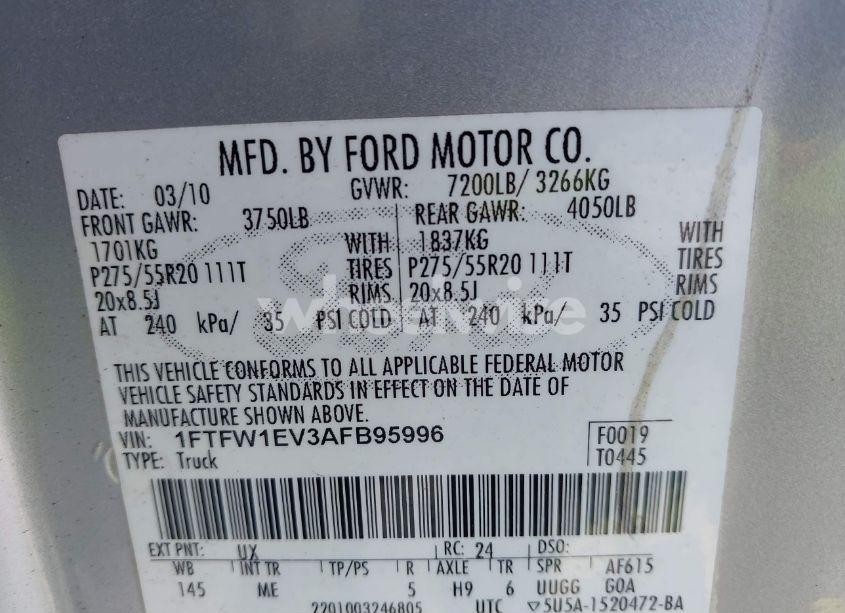 MFD. BY FORD MOTOR CO.
DATE: 03/10 GVWR: 7200LB/ 3266KG
FRONT GAWR: 3750LB REAR GAWR: 4050LB
1701KG WITH 1837KG WITH
P275/55R20 111T TIRES P275/55R20 111T TIRES
20x8.5J RIMS 20x8.5J RIMS
AT 240 kPa/ 35 PSI COLD AT 240 kPa/ 35 PSI COLD
THIS VEHICLE CONFORMS TO ALL APPLICABLE FEDERAL MOTOR
VEHICLE SAFETY STANDARDS IN EFFECT ON THE DATE OF
MANUFACTURE SHOWN ABOVE.
VIN: 1FTFW1EV3AFB95996 F0019
TYPE: Truck T0445
EXT PNT: UX RC: 24 DSO:
WB INT TR TP/PS R AXLE TR SPR AF615
145 ME 5 H9 6 UUGG GOA
2201003246805 UTC ▽5U5A-1520472-BA